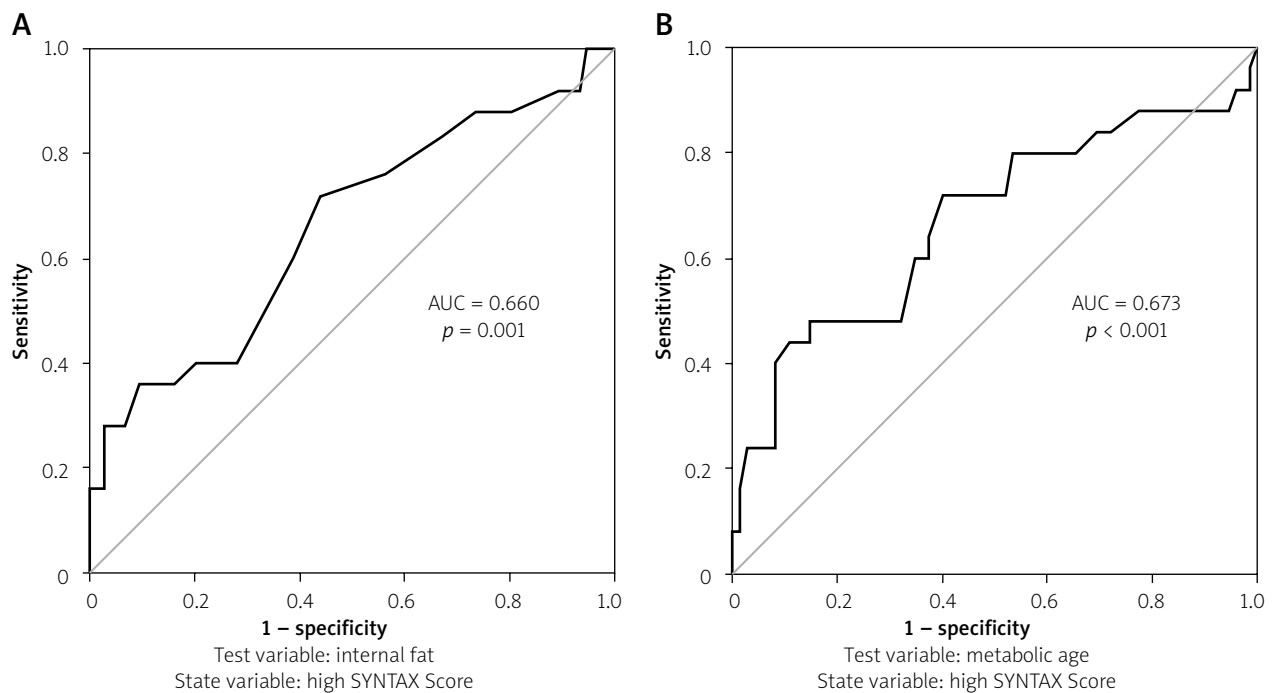 A
1.0
0.8
0.6
0.4
0.2
0
Sensitivity
AUC = 0.660
p = 0.001
0 0.2 0.4 0.6 0.8 1.0
1 – specificity
Test variable: internal fat
State variable: high SYNTAX Score
B
1.0
0.8
0.6
0.4
0.2
0
Sensitivity
AUC = 0.673
p < 0.001
0 0.2 0.4 0.6 0.8 1.0
1 – specificity
Test variable: metabolic age
State variable: high SYNTAX Score